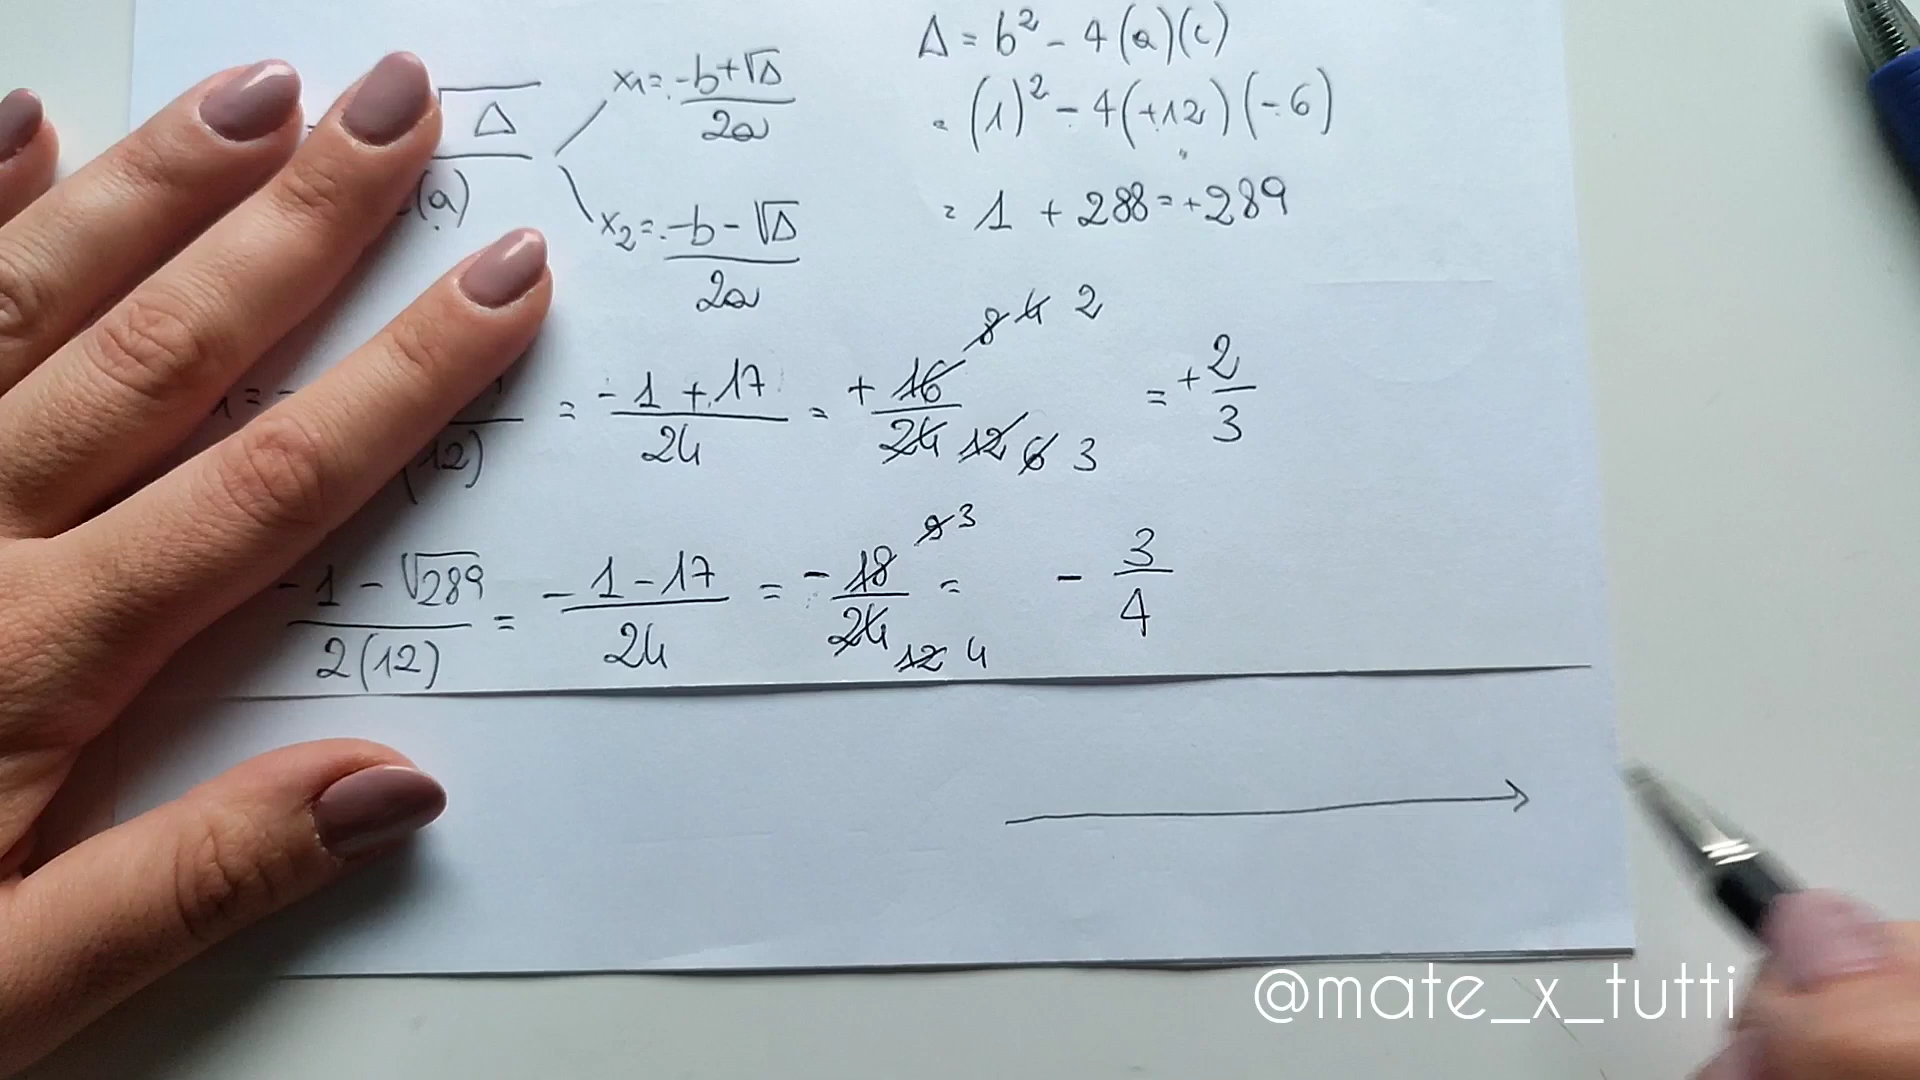 Δ = b² - 4(a)(c)
= (1)² - 4(+12)(-6)
= 1 + 288 = +289
√Δ
(a)
x1 = -b+√Δ / 2a
x2 = -b-√Δ / 2a
= -1+17 / 24 = + 16/24 8 4 2 12 6 3 = + 2/3
12)
-1-√289 / 2(12) = -1-17 / 24 = - 18/24 9 3 12 4 = - 3/4
@mate_x_tutti